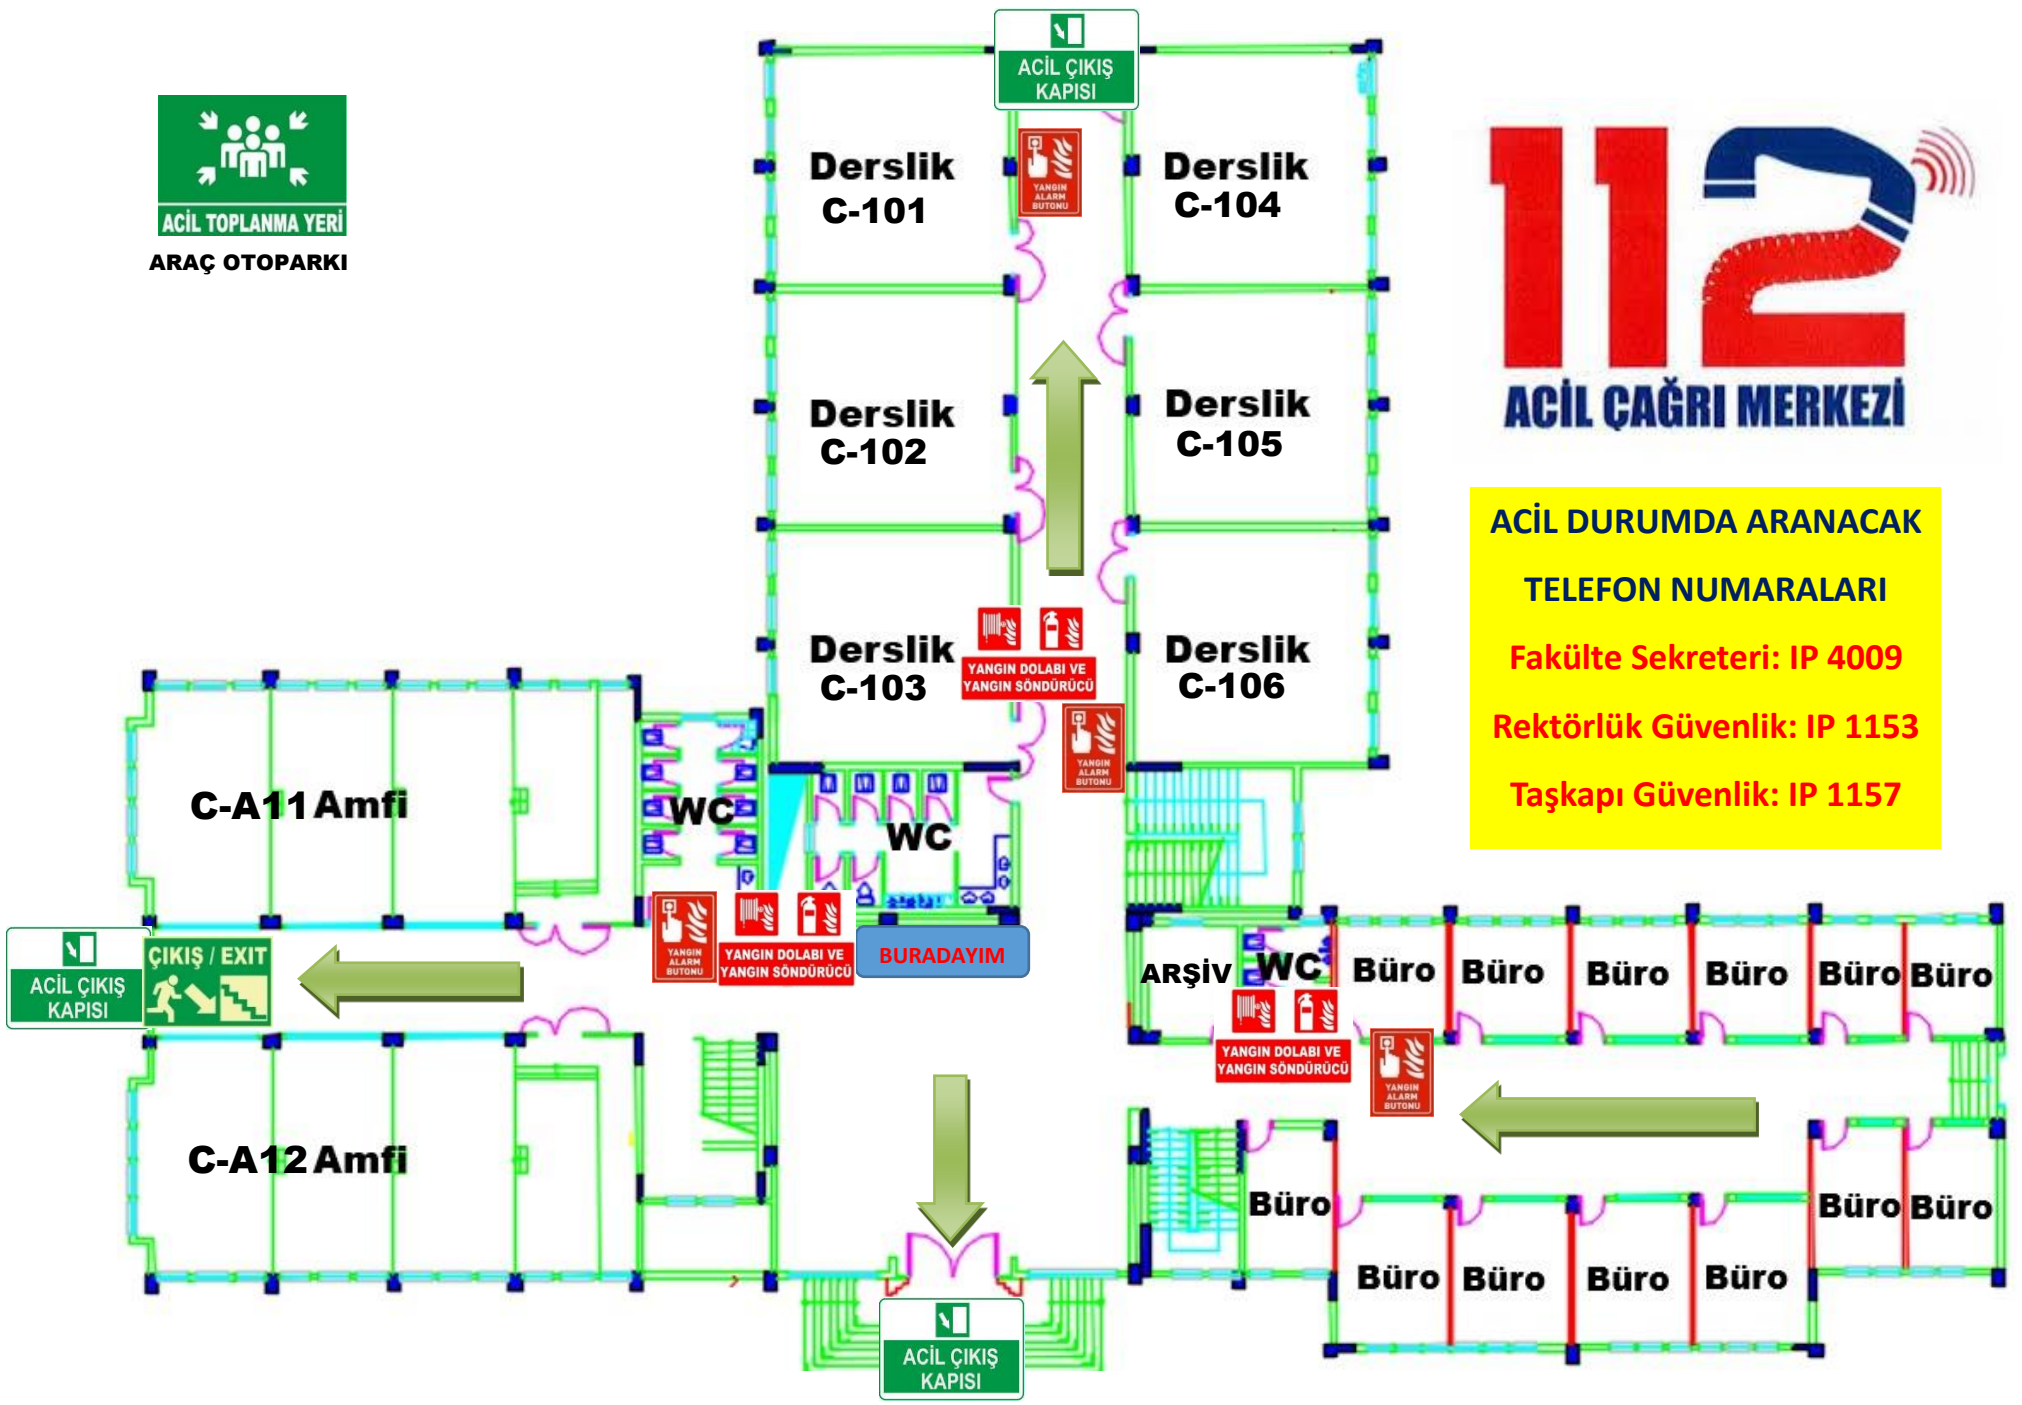 ACİL ÇIKIŞ
KAPISI
ACİL TOPLANMA YERİ
ARAÇ OTOPARKI
Derslik
C-101
YANGIN
ALARM
BUTONU
Derslik
C-104
112
ACİL ÇAĞRI MERKEZİ
Derslik
C-102
Derslik
C-105
ACİL DURUMDA ARANACAK
TELEFON NUMARALARI
Fakülte Sekreteri: IP 4009
Rektörlük Güvenlik: IP 1153
Taşkapı Güvenlik: IP 1157
Derslik
C-103
YANGIN DOLABI VE
YANGIN SÖNDÜRÜCÜ
Derslik
C-106
YANGIN
ALARM
BUTONU
C-A11 Amfi
WC
WC
YANGIN
ALARM
BUTONU
YANGIN DOLABI VE
YANGIN SÖNDÜRÜCÜ
BURADAYIM
ACİL ÇIKIŞ
KAPISI
ÇIKIŞ / EXIT
ARŞİV
WC
Büro
Büro
Büro
Büro
Büro
Büro
YANGIN DOLABI VE
YANGIN SÖNDÜRÜCÜ
YANGIN
ALARM
BUTONU
C-A12 Amfi
Büro
Büro
Büro
Büro
Büro
Büro
Büro
ACİL ÇIKIŞ
KAPISI